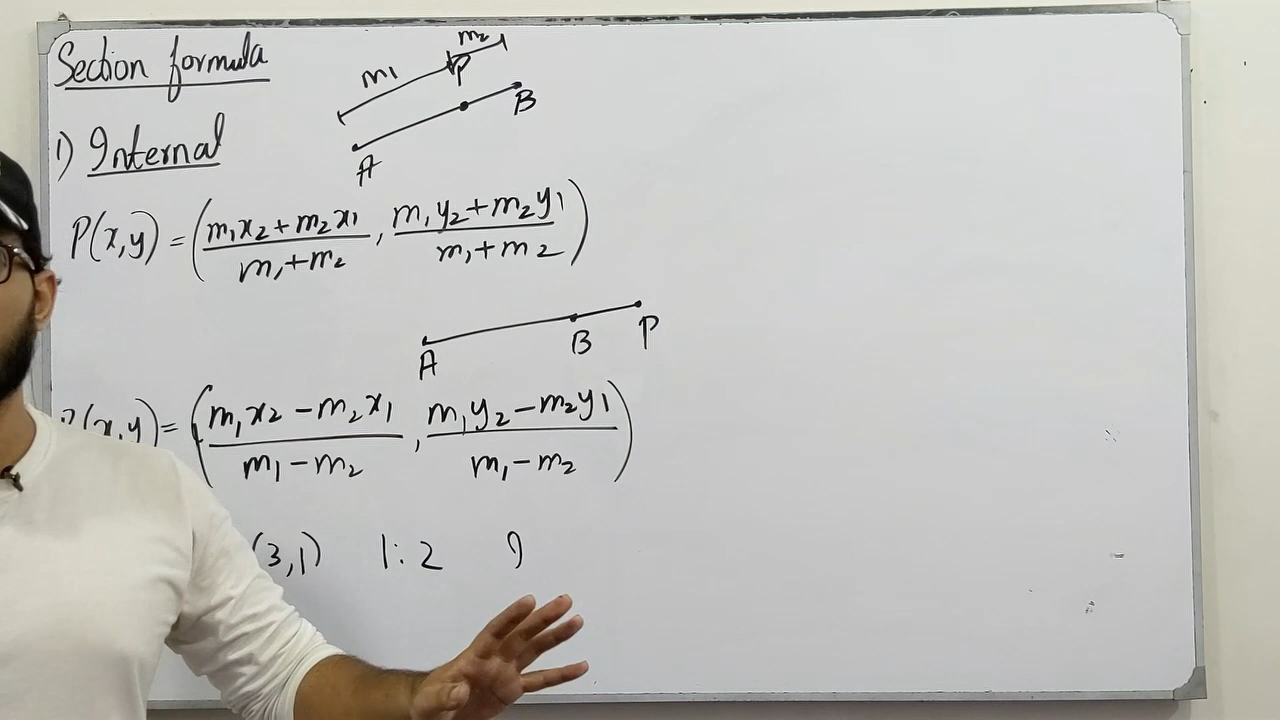 Section formula
m₁ m₂
P
A B
1) Internal
P(x,y) = (m₁x₂+m₂x₁ / m₁+m₂ , m₁y₂+m₂y₁ / m₁+m₂)
A B P
(x,y) = (m₁x₂−m₂x₁ / m₁−m₂ , m₁y₂−m₂y₁ / m₁−m₂)
(3,1) 1:2 I